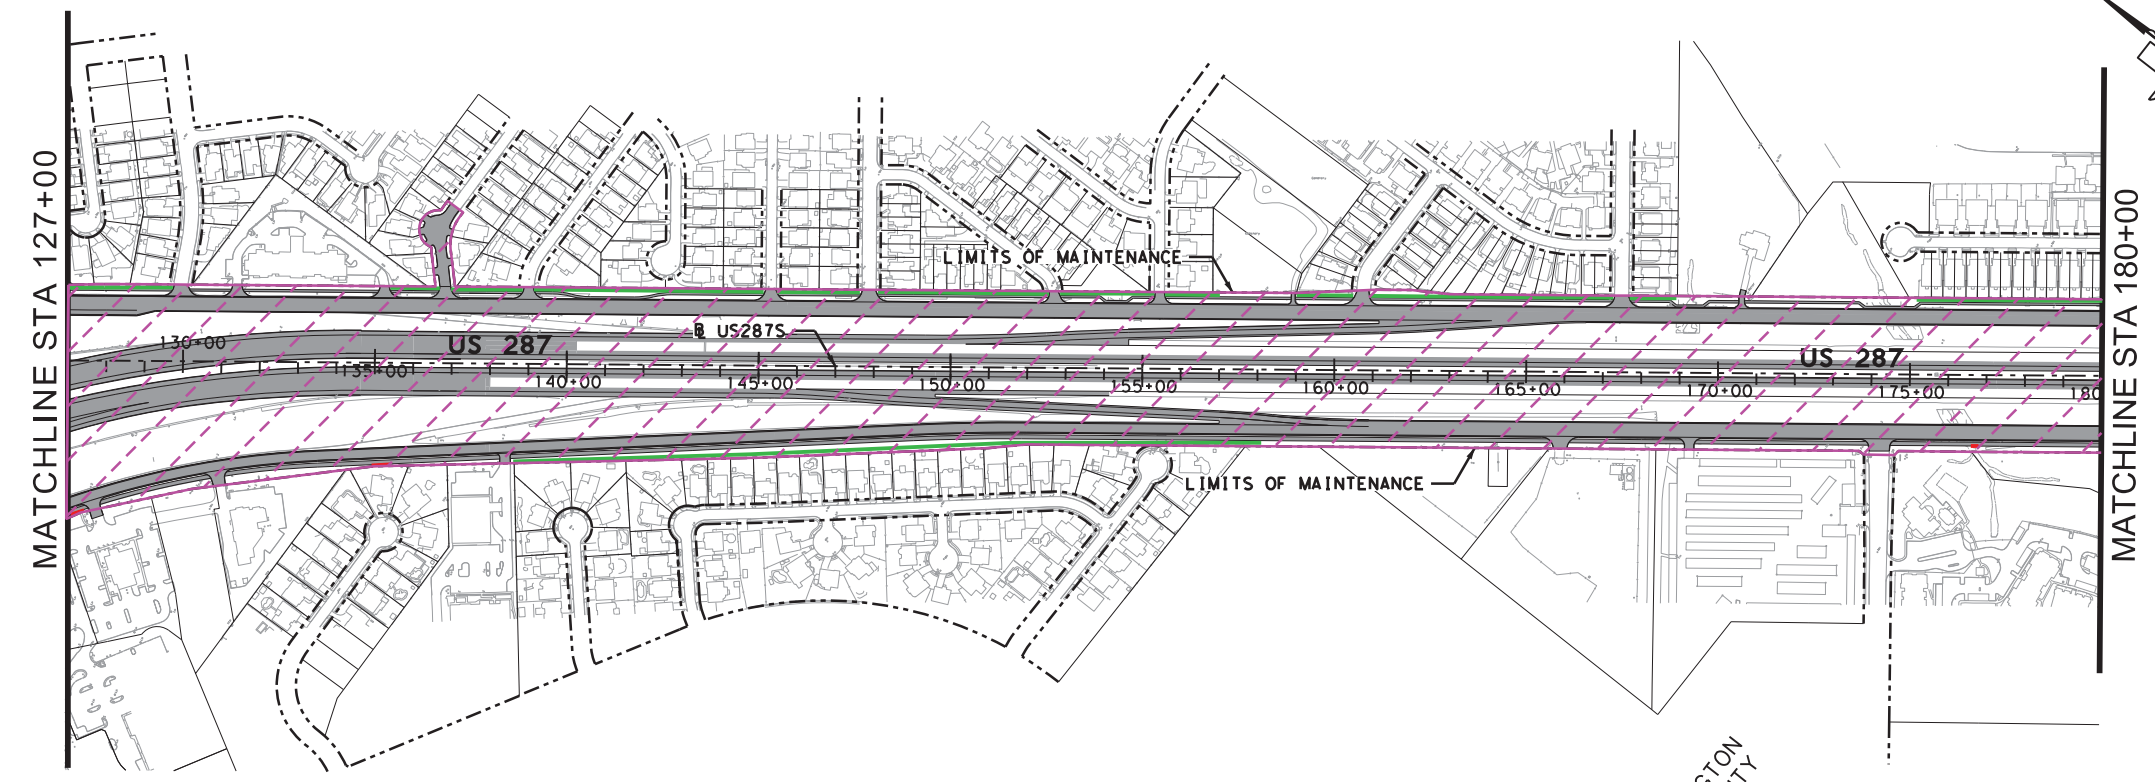 MATCHLINE STA 127+00
LIMITS OF MAINTENANCE
130+00
US 287
B US287S
US 287
135+00
140+00
145+00
150+00
155+00
160+00
165+00
170+00
175+00
180
LIMITS OF MAINTENANCE
MATCHLINE STA 180+00
GTON
TY